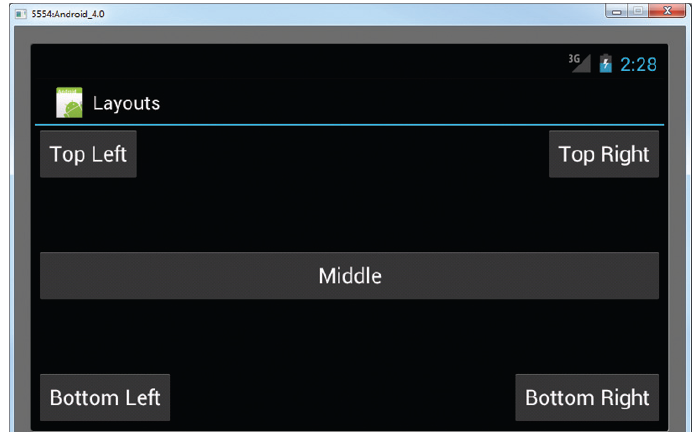 5554:Android_4.0
3G 2:28
Layouts
Top Left Top Right
Middle
Bottom Left Bottom Right